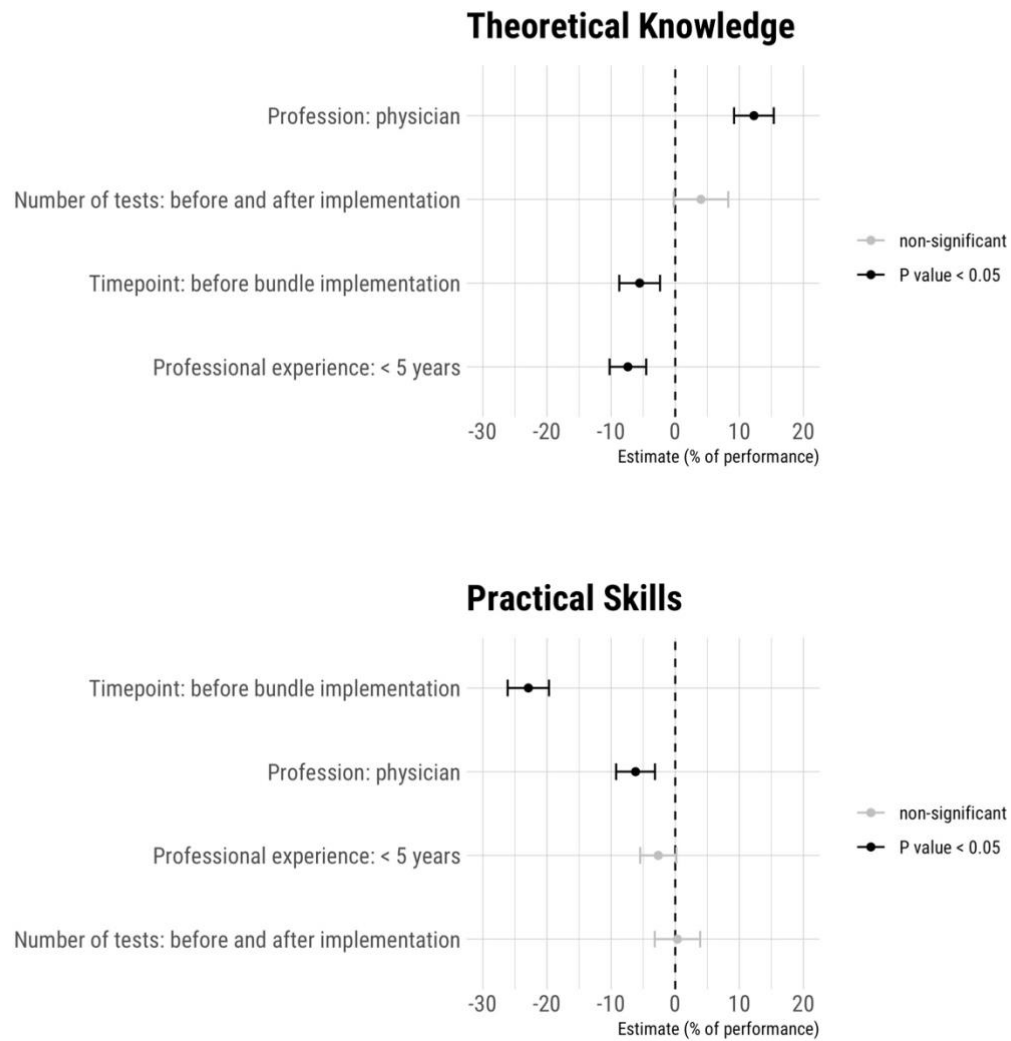 Theoretical Knowledge
Profession: physician
Number of tests: before and after implementation
Timepoint: before bundle implementation
Professional experience: < 5 years
-30 -20 -10 0 10 20
Estimate (% of performance)
non-significant
P value < 0.05
Practical Skills
Timepoint: before bundle implementation
Profession: physician
Professional experience: < 5 years
Number of tests: before and after implementation
-30 -20 -10 0 10 20
Estimate (% of performance)
non-significant
P value < 0.05